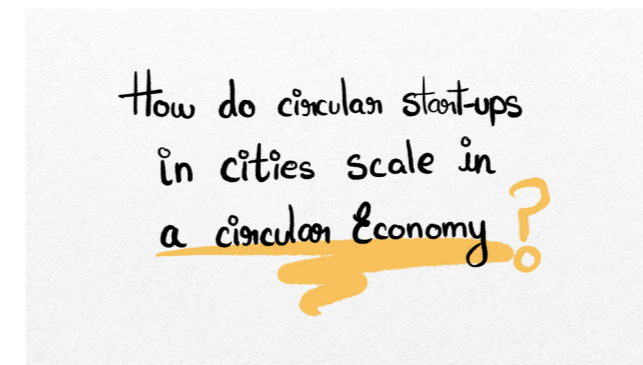 How do circular start-ups
in cities scale in
a circular Economy?